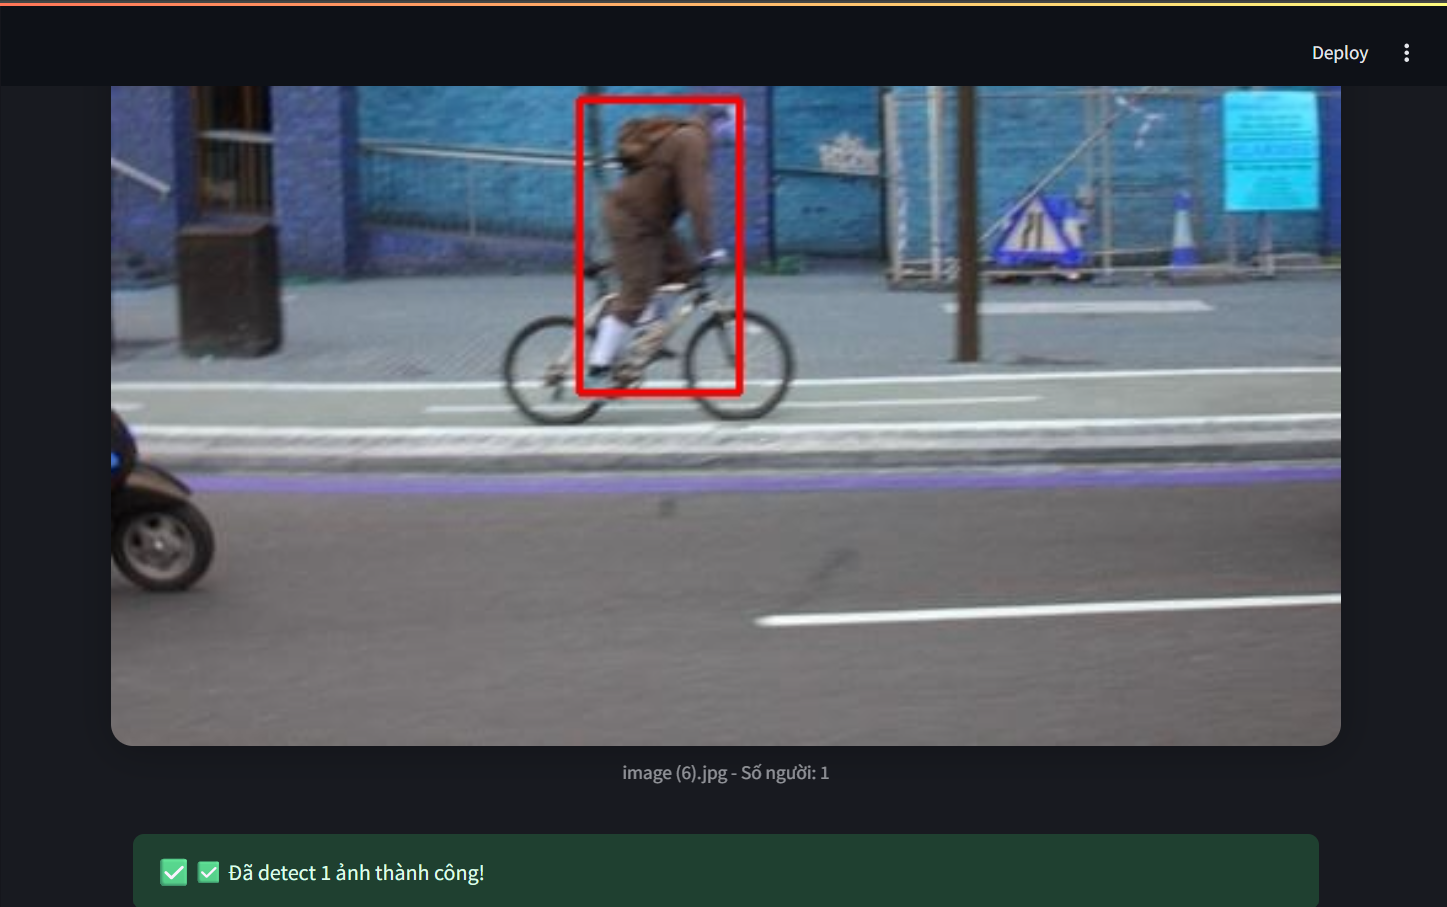 Deploy
image (6).jpg - Số người: 1
Đã detect 1 ảnh thành công!